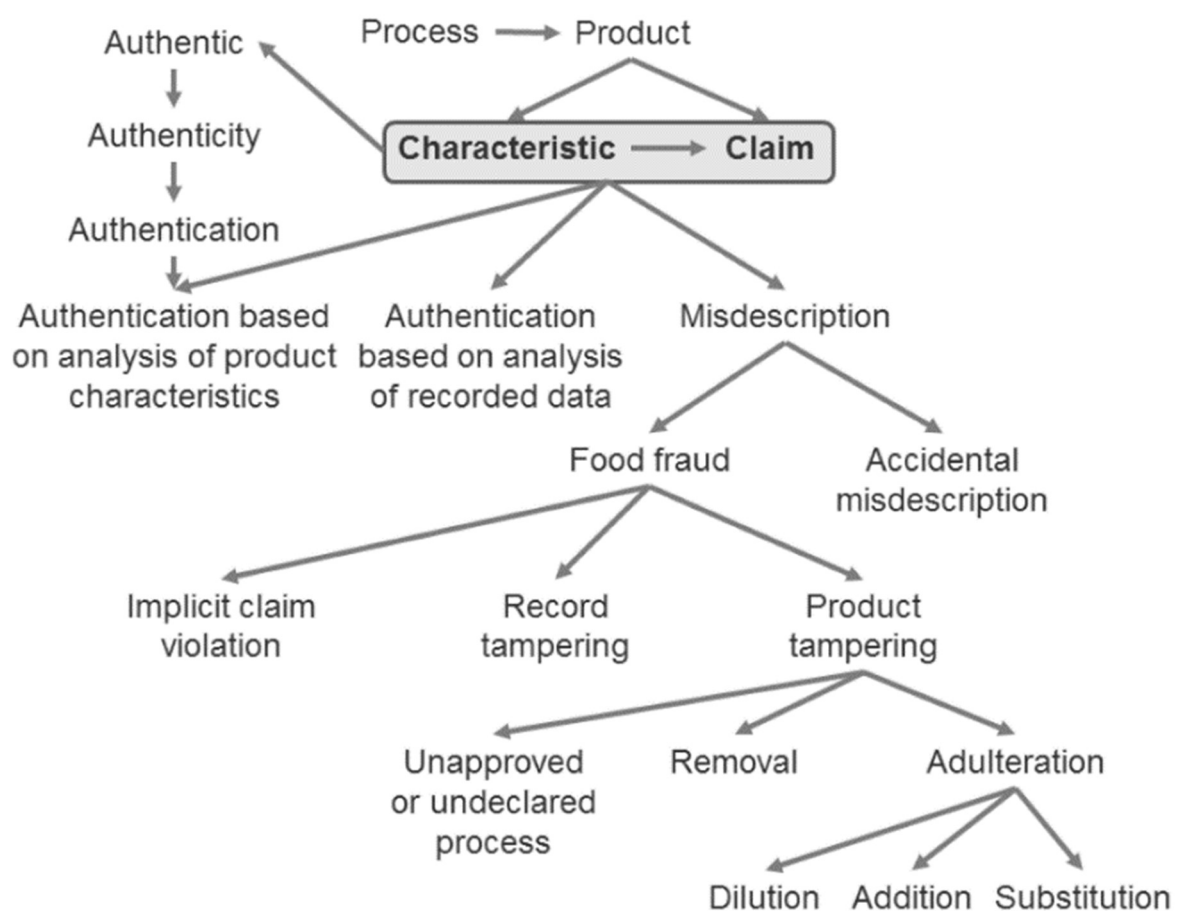 Authentic
Process
Product
Authenticity
Characteristic
Claim
Authentication
Authentication based
on analysis of product
characteristics
Authentication
based on analysis
of recorded data
Misdescription
Food fraud
Accidental
misdescription
Implicit claim
violation
Record
tampering
Product
tampering
Unapproved
or undeclared
process
Removal
Adulteration
Dilution
Addition
Substitution